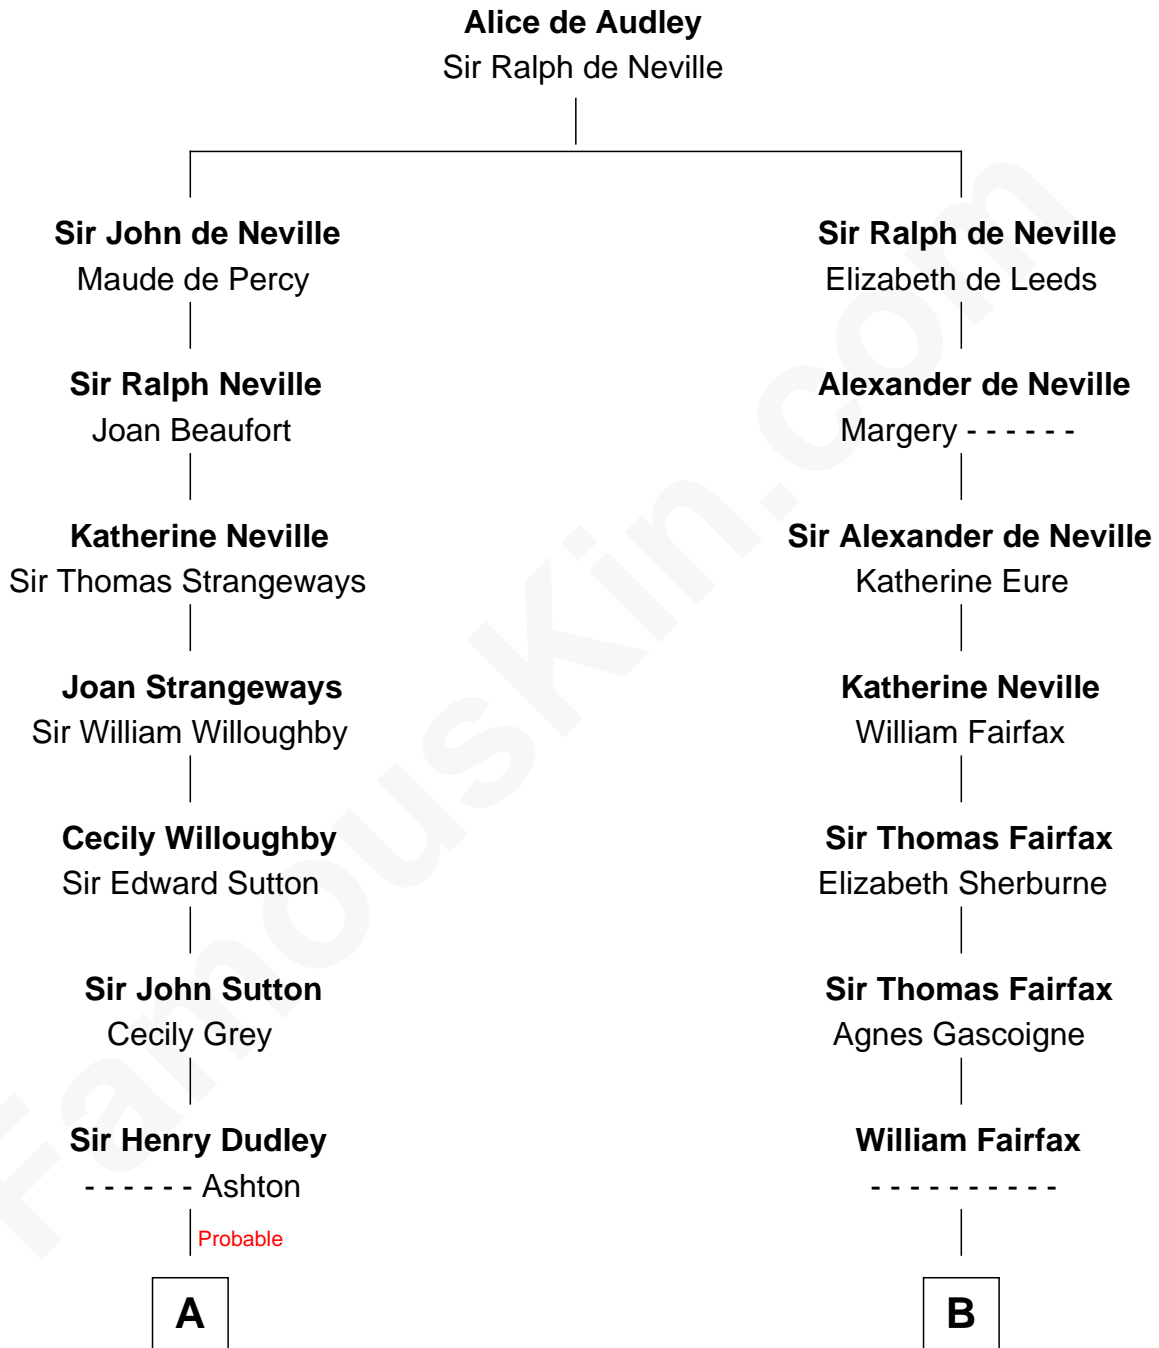 Alice de Audley
Sir Ralph de Neville
Sir John de Neville
Maude de Percy
Sir Ralph de Neville
Elizabeth de Leeds
Sir Ralph Neville
Joan Beaufort
Alexander de Neville
Margery - - - - - -
Katherine Neville
Sir Thomas Strangeways
Sir Alexander de Neville
Katherine Eure
Joan Strangeways
Sir William Willoughby
Katherine Neville
William Fairfax
Cecily Willoughby
Sir Edward Sutton
Sir Thomas Fairfax
Elizabeth Sherburne
Sir John Sutton
Cecily Grey
Sir Thomas Fairfax
Agnes Gascoigne
Sir Henry Dudley
- - - - - - Ashton
William Fairfax
- - - - - - - - - -
Probable
A
B
FamousKin.com